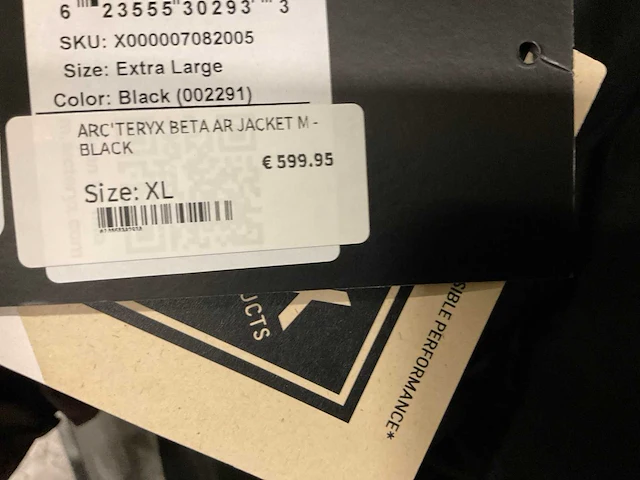 6 23555 30293 3
SKU: X000007082005
Size: Extra Large
Color: Black (002291)
ARC'TERYX BETA AR JACKET M -
BLACK
€ 599.95
Size: XL
UCTS
SIBLE PERFORMANCE*